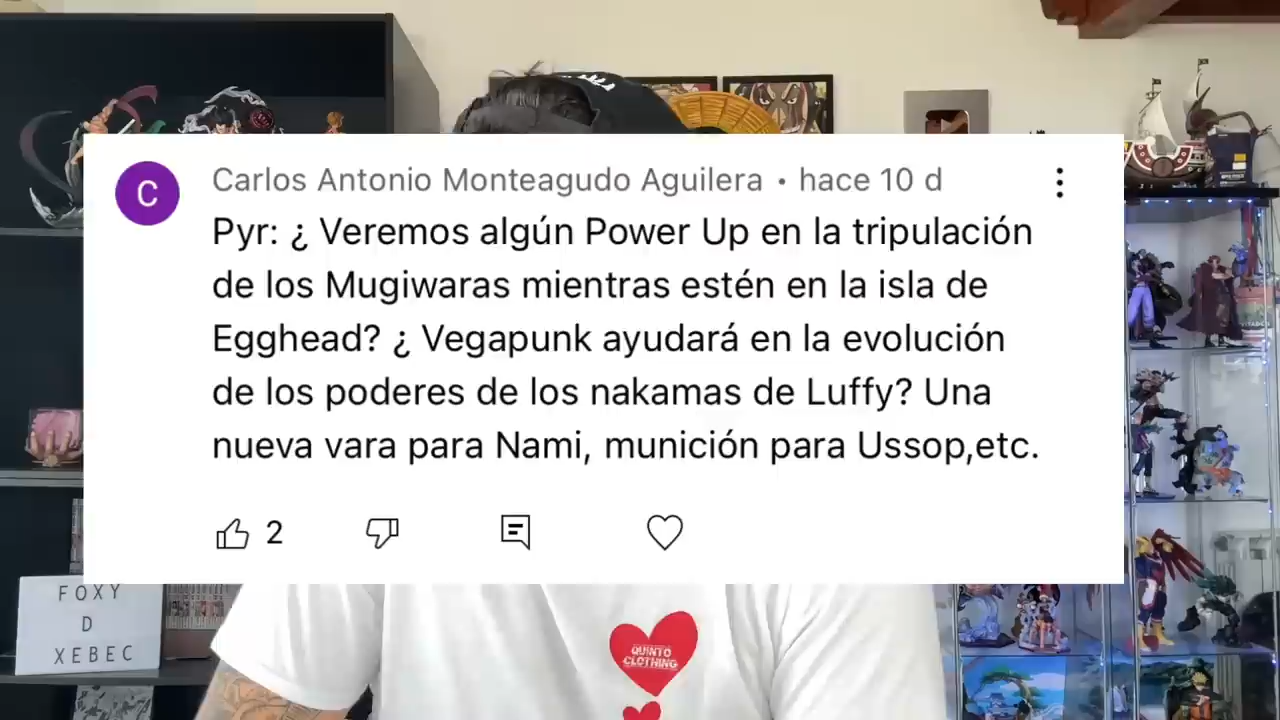 Carlos Antonio Monteagudo Aguilera • hace 10 d
C
Pyr: ¿ Veremos algún Power Up en la tripulación
de los Mugiwaras mientras estén en la isla de
Egghead? ¿ Vegapunk ayudará en la evolución
de los poderes de los nakamas de Luffy? Una
nueva vara para Nami, munición para Ussop,etc.
2
FOXY
D
XEBEC
QUINTO
CLOTHING